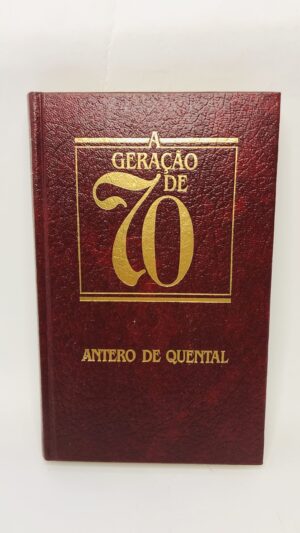 A
GERAÇÃO
DE
70
ANTERO DE QUENTAL